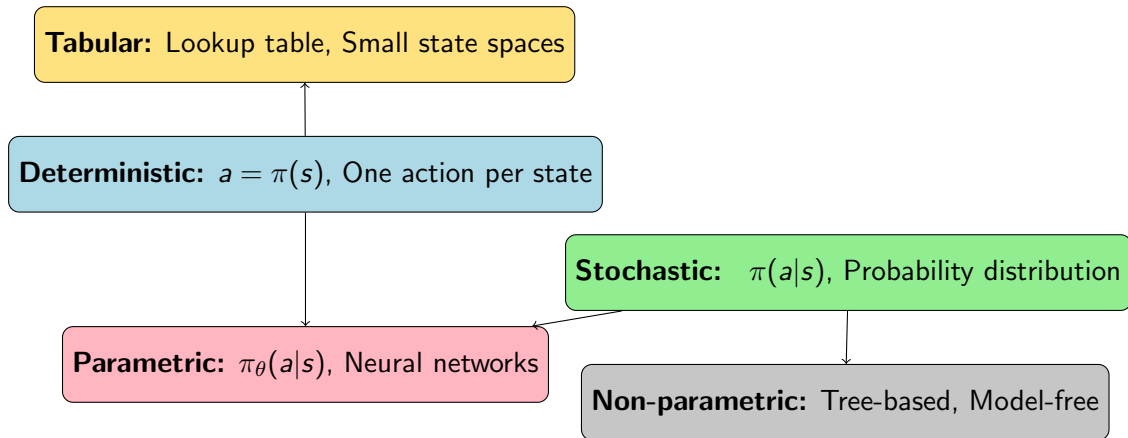 Tabular: Lookup table, Small state spaces
Deterministic: a = π(s), One action per state
Stochastic: π(a|s), Probability distribution
Parametric: π_θ(a|s), Neural networks
Non-parametric: Tree-based, Model-free